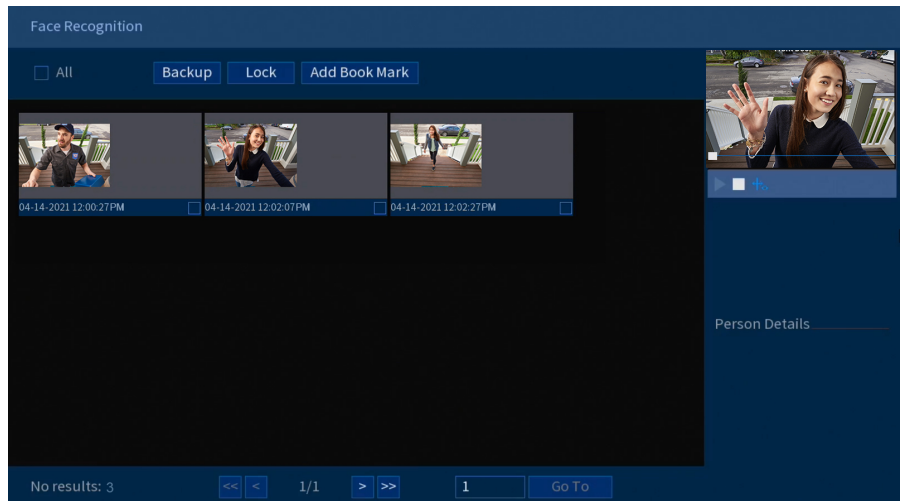 Face Recognition
All
Backup
Lock
Add Book Mark
04-14-2021 12:00:27PM
04-14-2021 12:02:07PM
04-14-2021 12:02:27PM
Person Details
No results: 3
<<
<
1/1
>
>>
1
Go To